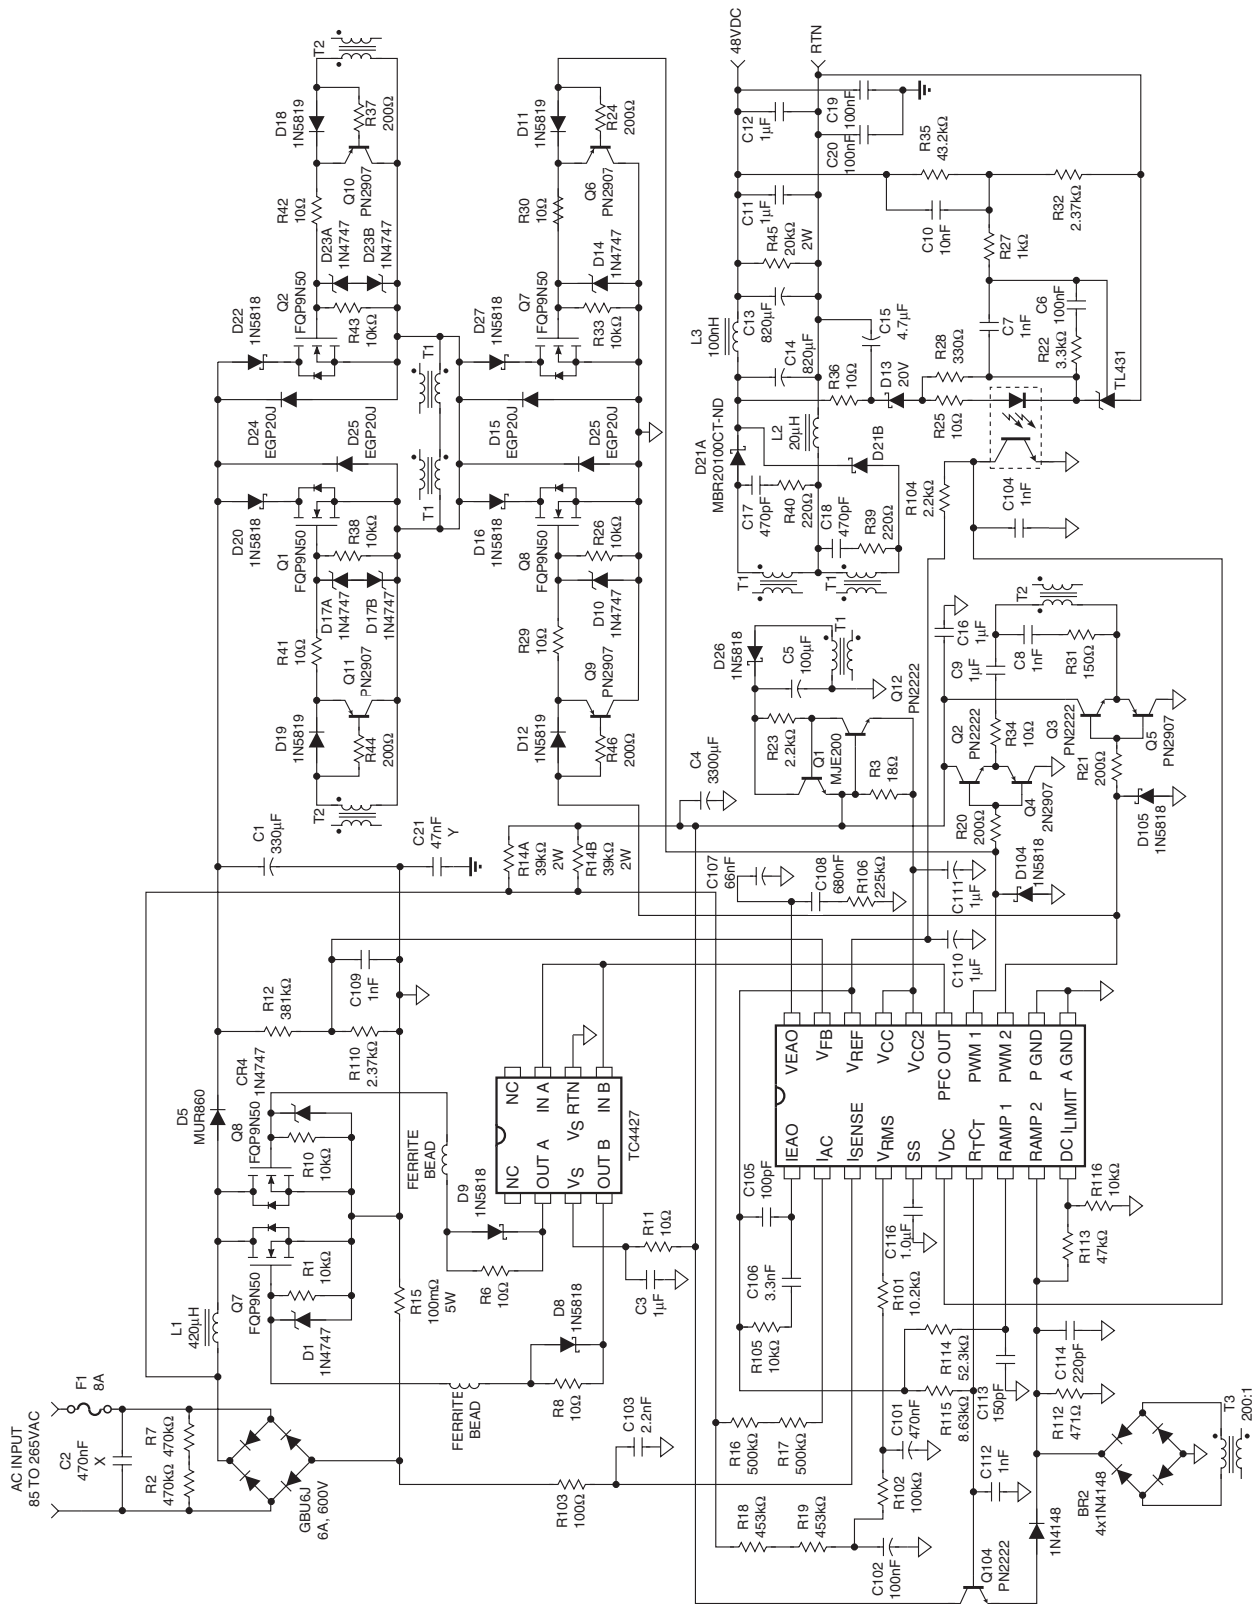 AC INPUT
85 TO 265VAC
F1
8A
C2
470nF
X
R7
470kΩ
R2
470kΩ
GBU6J
6A, 600V
L1
420μH
Q7
FQP9N50
D1
1N4747
R1
10kΩ
R10
10kΩ
Q8
FQP9N50
CR4
1N4747
D5
MUR860
R12
381kΩ
R110
2.37kΩ
C109
1nF
R15
100mΩ
5W
FERRITE
BEAD
FERRITE
BEAD
D9
1N5818
R6
10Ω
D8
1N5818
R8
10Ω
C103
2.2nF
R103
100Ω
R11
10Ω
C3
1μF
NC
OUT A
VS
OUT B
NC
IN A
VS RTN
IN B
TC4427
C1
330μF
C21
47nF
Y
R14A
39kΩ
2W
R14B
39kΩ
2W
C4
3300μF
T2
D19
1N5819
R44
200Ω
Q11
PN2907
R41
10Ω
D17A
1N4747
D17B
1N4747
R38
10kΩ
Q1
FQP9N50
D20
1N5818
D24
EGP20J
D25
EGP20J
D22
1N5818
Q2
FQP9N50
R43
10kΩ
D23A
1N4747
D23B
1N4747
R42
10Ω
Q10
PN2907
R37
200Ω
D18
1N5819
T2
T1
T1
D12
1N5819
R46
200Ω
Q9
PN2907
R29
10Ω
D10
1N4747
R26
10kΩ
Q8
FQP9N50
D16
1N5818
D15
EGP20J
D25
EGP20J
D27
1N5818
Q7
FQP9N50
R33
10kΩ
D14
1N4747
R30
10Ω
Q6
PN2907
R24
200Ω
D11
1N5819
48VDC
RTN
C12
1μF
C19
100nF
C20
100nF
R35
43.2kΩ
C11
1μF
R45
20kΩ
2W
C10
10nF
R27
1kΩ
R32
2.37kΩ
L3
100nH
C13
820μF
C14
820μF
C15
4.7μF
R36
10Ω
D13
20V
R28
330Ω
R25
10Ω
C7
1nF
C6
100nF
R22
3.3kΩ
TL431
L2
20μH
D21A
MBR20100CT-ND
D21B
C17
470pF
R40
220Ω
C18
470pF
R39
220Ω
T1
T1
R104
2.2kΩ
C104
1nF
D26
1N5818
C5
100μF
T1
R23
2.2kΩ
Q1
MJE200
R3
18Ω
Q12
PN2222
C16
1μF
C9
1μF
C8
1nF
R31
150Ω
T2
Q2
PN2222
R34
10Ω
Q3
PN2222
Q5
PN2907
R21
200Ω
R20
200Ω
Q4
2N2907
D104
1N5818
D105
1N5818
C107
66nF
C108
680nF
R106
225kΩ
C111
1μF
C110
1μF
IEAO
IAC
ISENSE
VRMS
SS
VDC
RTCT
RAMP 1
RAMP 2
DC ILIMIT
VEAO
VFB
VREF
VCC
VCC2
PFC OUT
PWM 1
PWM 2
P GND
A GND
C105
100pF
C106
3.3nF
R105
10kΩ
C116
1.0μF
R101
10.2kΩ
R114
52.3kΩ
R115
8.63kΩ
C113
150pF
R113
47kΩ
R116
10kΩ
C114
220pF
R112
471Ω
R16
500kΩ
R17
500kΩ
C101
470nF
R102
100kΩ
C112
1nF
R18
453kΩ
R19
453kΩ
C102
100nF
Q104
PN2222
1N4148
BR2
4x1N4148
T3
200:1